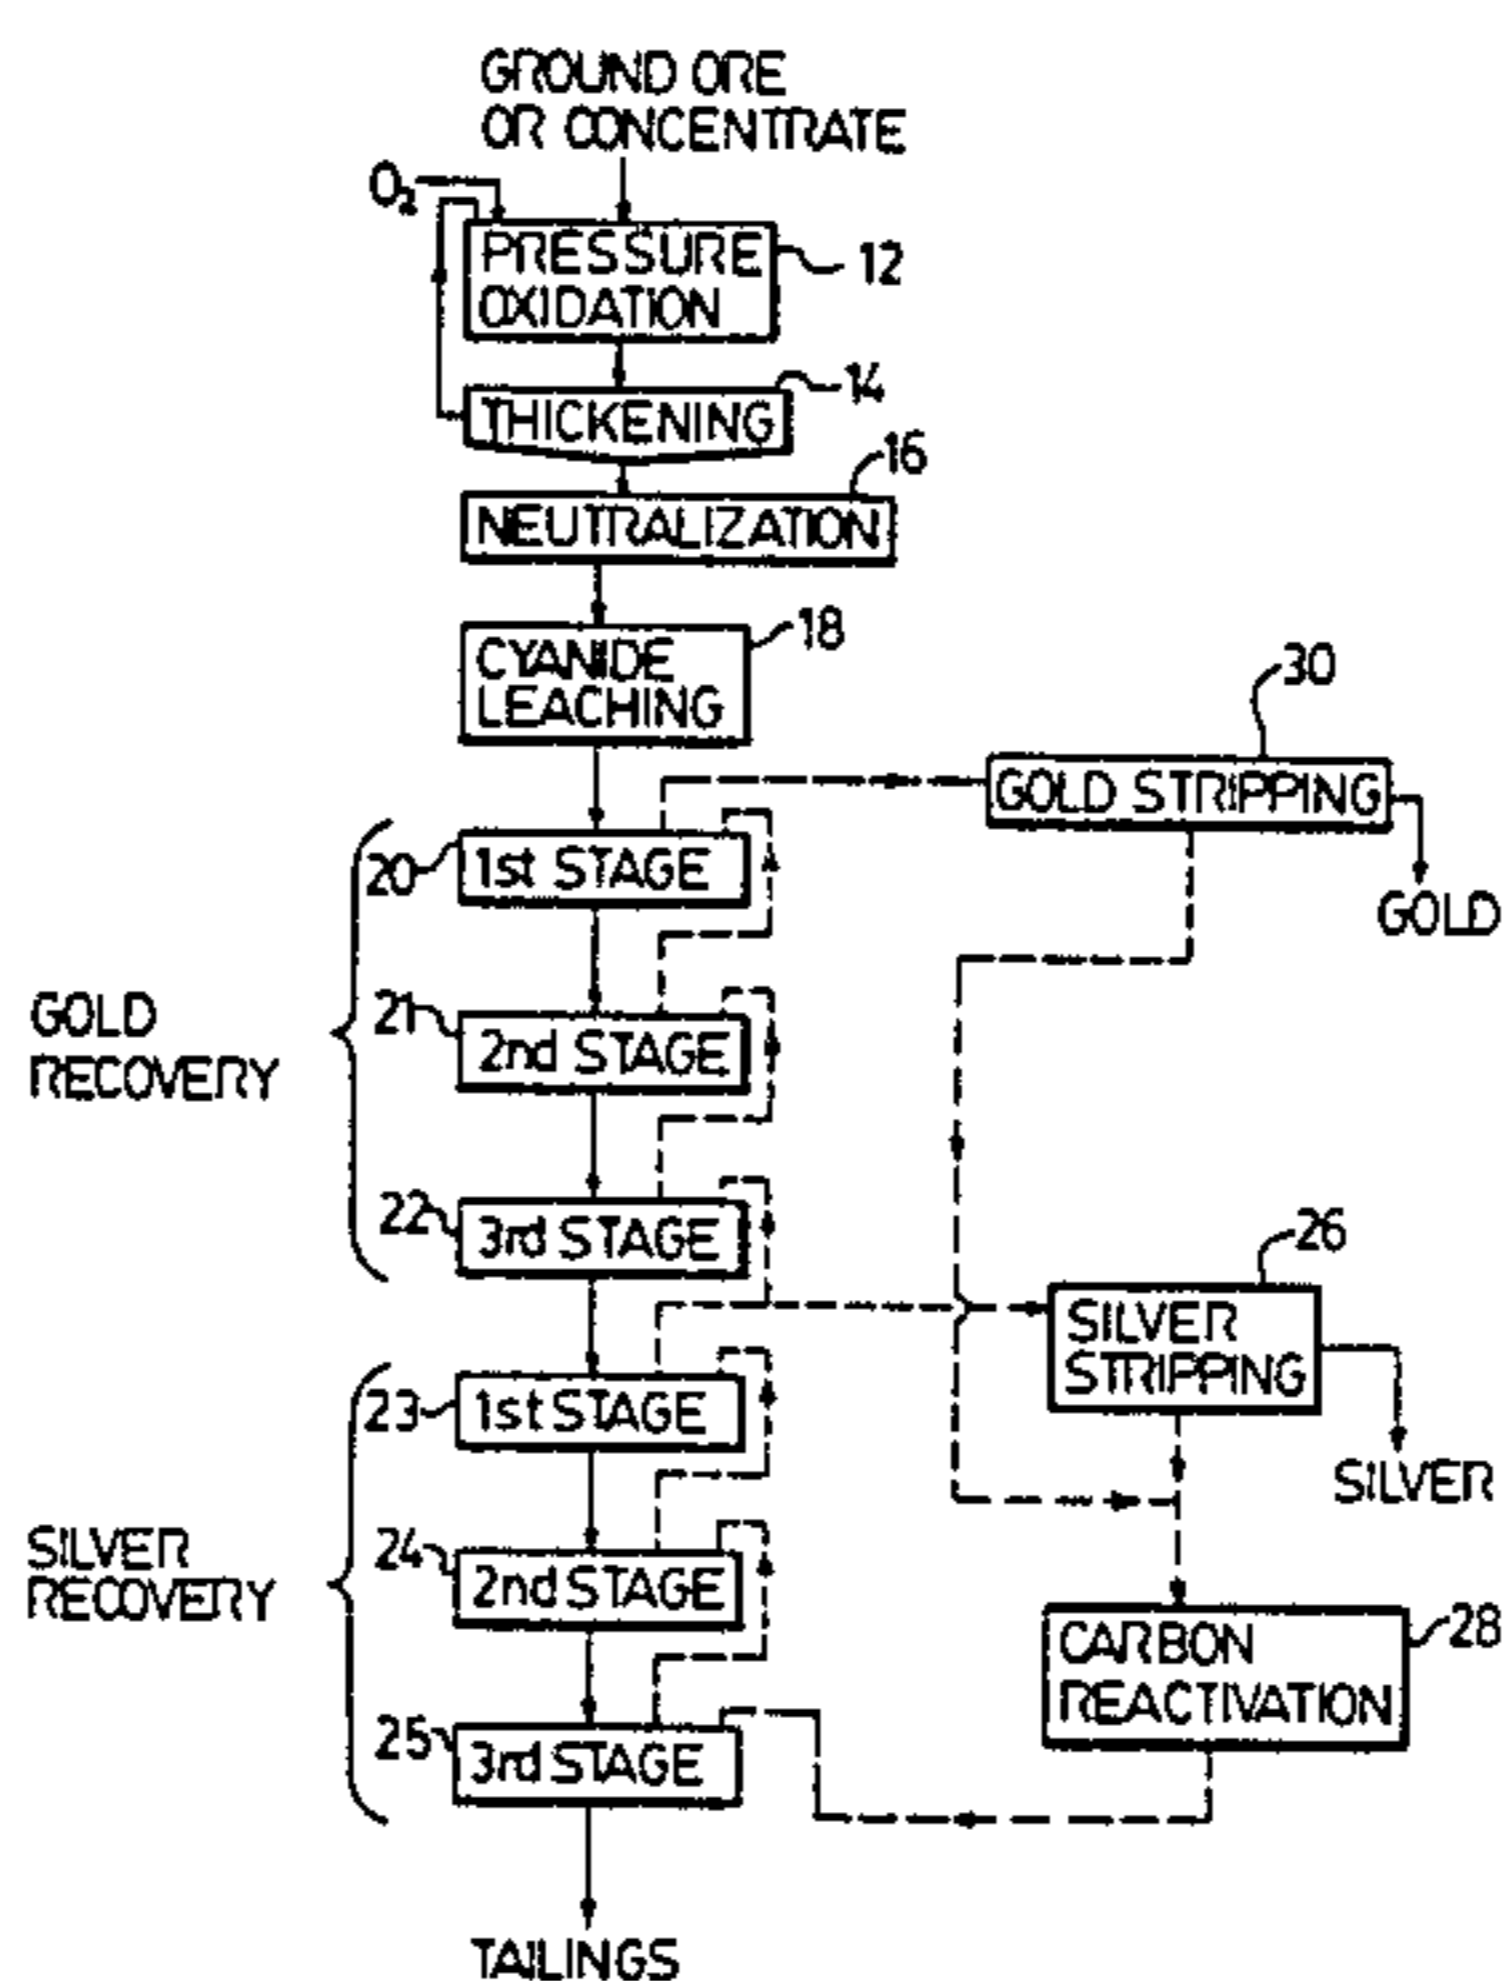 GROUND ORE
OR CONCENTRATE
O2
PRESSURE
OXIDATION
12
THICKENING
14
NEUTRALIZATION
16
CYANIDE
LEACHING
18
GOLD STRIPPING
30
GOLD
GOLD
RECOVERY
20
1st STAGE
21
2nd STAGE
22
3rd STAGE
SILVER
STRIPPING
26
SILVER
SILVER
RECOVERY
23
1st STAGE
24
2nd STAGE
25
3rd STAGE
CARBON
REACTIVATION
28
TAILINGS